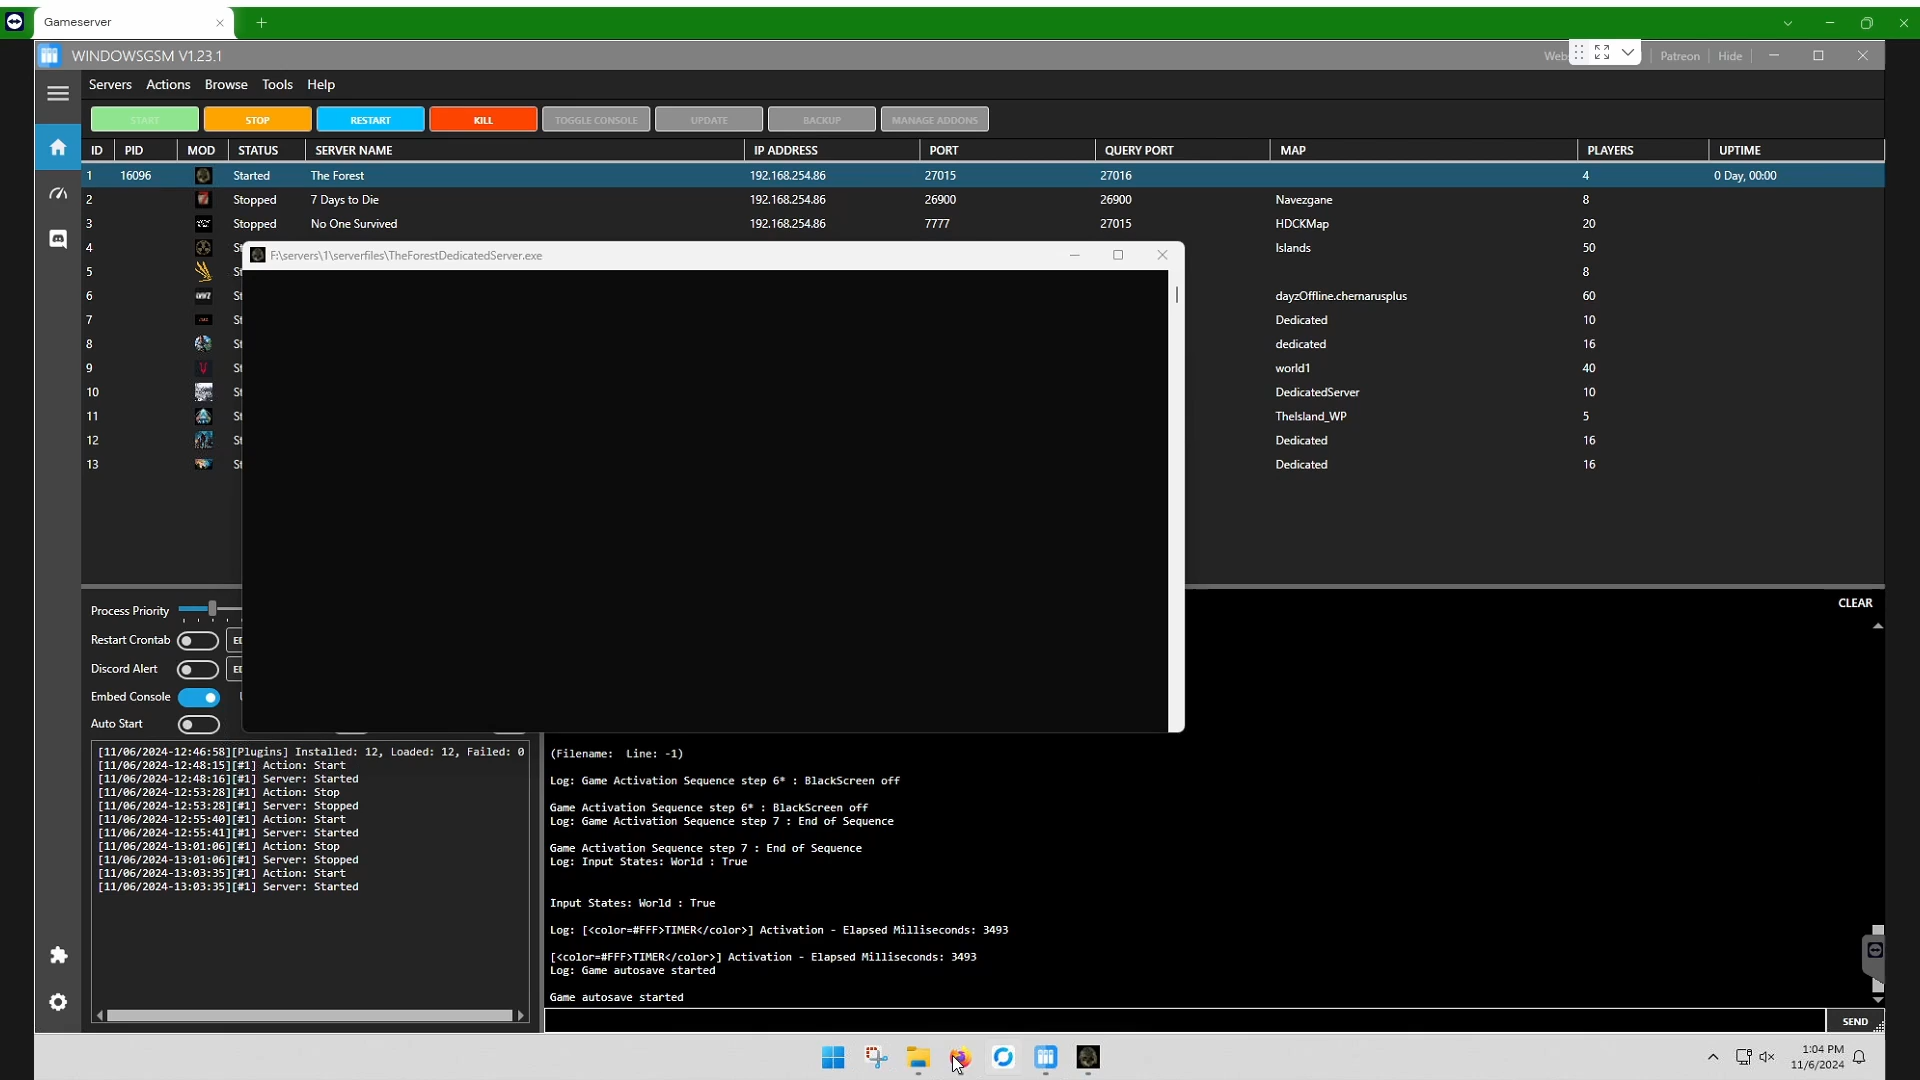 Gameserver
WINDOWSGSM V1.23.1
Web
Patreon
Hide
Servers Actions Browse Tools Help
START STOP RESTART KILL TOGGLE CONSOLE UPDATE BACKUP MANAGE ADDONS
ID PID MOD STATUS SERVER NAME IP ADDRESS PORT QUERY PORT MAP PLAYERS UPTIME
1 16096 Started The Forest 192.168.254.86 27015 27016 4 0 Day, 00:00
2 Stopped 7 Days to Die 192.168.254.86 26900 26900 Navezgane 8
3 Stopped No One Survived 192.168.254.86 7777 27015 HDCKMap 20
4 St Islands 50
5 St 8
6 St dayzOffline.chernarusplus 60
7 St Dedicated 10
8 St dedicated 16
9 St world1 40
10 St DedicatedServer 10
11 St TheIsland_WP 5
12 St Dedicated 16
13 St Dedicated 16
F:\servers\1\serverfiles\TheForestDedicatedServer.exe
CLEAR
Process Priority
Restart Crontab ED
Discord Alert ED
Embed Console
Auto Start
[11/06/2024-12:46:58][Plugins] Installed: 12, Loaded: 12, Failed: 0
[11/06/2024-12:48:15][#1] Action: Start
[11/06/2024-12:48:16][#1] Server: Started
[11/06/2024-12:53:28][#1] Action: Stop
[11/06/2024-12:53:28][#1] Server: Stopped
[11/06/2024-12:55:40][#1] Action: Start
[11/06/2024-12:55:41][#1] Server: Started
[11/06/2024-13:01:06][#1] Action: Stop
[11/06/2024-13:01:06][#1] Server: Stopped
[11/06/2024-13:03:35][#1] Action: Start
[11/06/2024-13:03:35][#1] Server: Started
(Filename:  Line: -1)
Log: Game Activation Sequence step 6* : BlackScreen off
Game Activation Sequence step 6* : BlackScreen off
Log: Game Activation Sequence step 7 : End of Sequence
Game Activation Sequence step 7 : End of Sequence
Log: Input States: World : True
Input States: World : True
Log: [<color=#FFF>TIMER</color>] Activation - Elapsed Milliseconds: 3493
[<color=#FFF>TIMER</color>] Activation - Elapsed Milliseconds: 3493
Log: Game autosave started
Game autosave started
SEND
1:04 PM
11/6/2024